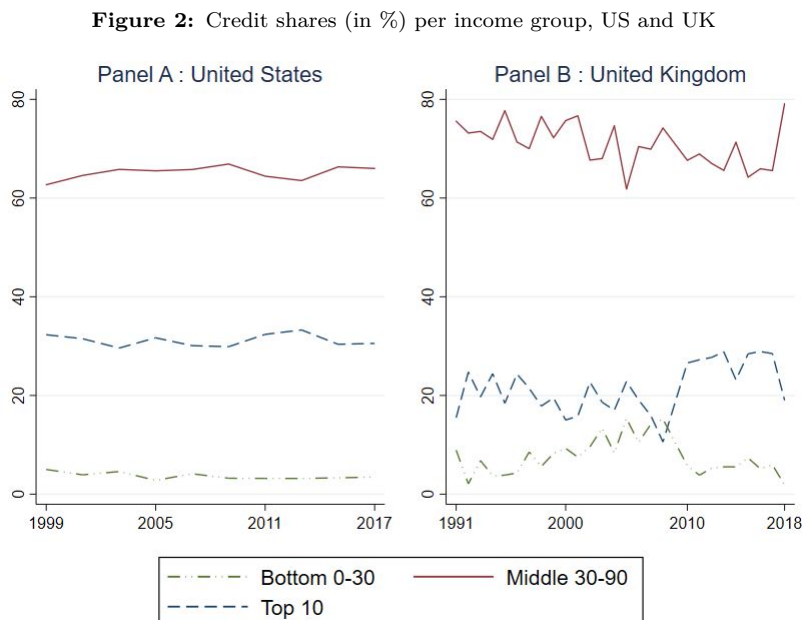 Figure 2: Credit shares (in %) per income group, US and UK
Panel A : United States
80
60
40
20
0
1999 2005 2011 2017
Panel B : United Kingdom
80
60
40
20
0
1991 2000 2010 2018
Bottom 0-30 Middle 30-90
Top 10